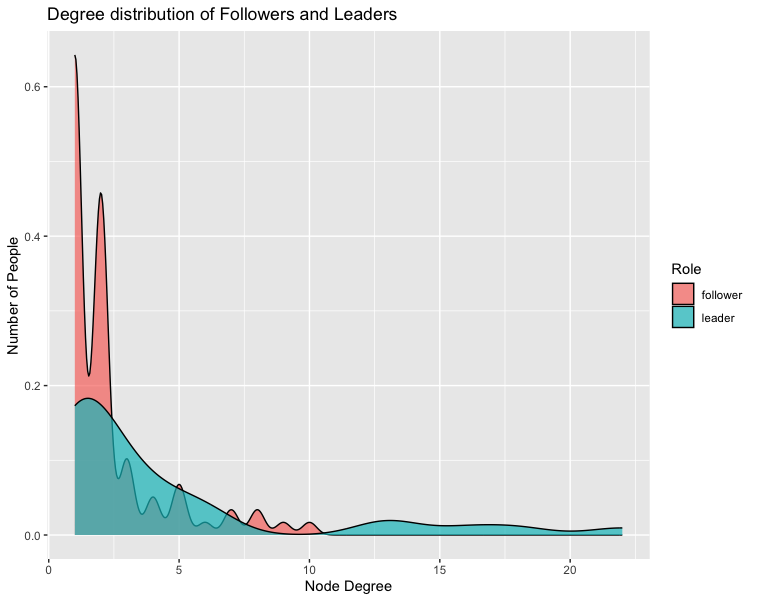 Degree distribution of Followers and Leaders
Number of People
0.6
0.4
0.2
0.0
0
5
10
15
20
Node Degree
Role
follower
leader